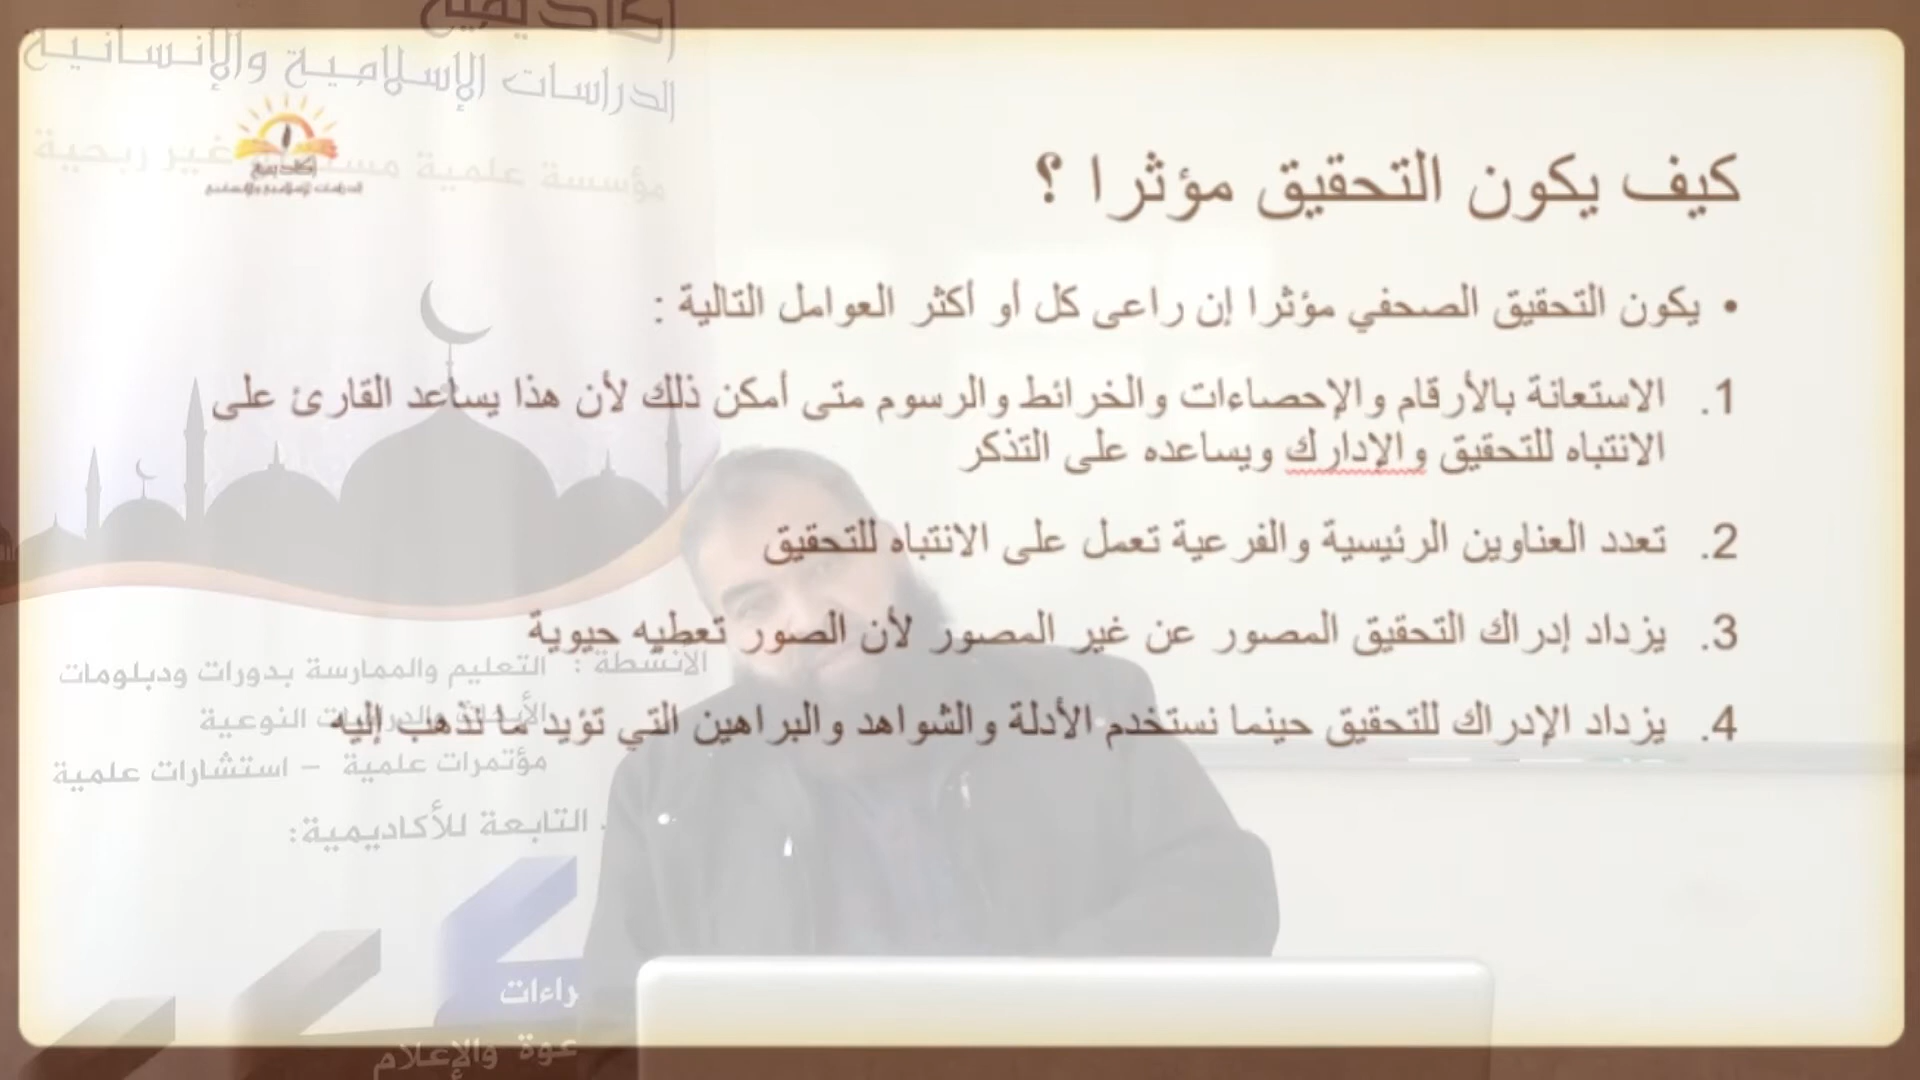 أكاديمية
الدراسات الإسلامية والإنسانية
مؤسسة علمية غير ربحية
كيف يكون التحقيق مؤثرا ؟
• يكون التحقيق الصحفي مؤثرا إن راعى كل أو أكثر العوامل التالية :
1. الاستعانة بالأرقام والإحصاءات والخرائط والرسوم متى أمكن ذلك لأن هذا يساعد القارئ على
الانتباه للتحقيق والإدارك ويساعده على التذكر
2. تعدد العناوين الرئيسية والفرعية تعمل على الانتباه للتحقيق
3. يزداد إدراك التحقيق المصور عن غير المصور لأن الصور تعطيه حيوية
4. يزداد الإدراك للتحقيق حينما نستخدم الأدلة والشواهد والبراهين التي تؤيد ما نذهب إليه
الأنشطة : التعليم والممارسة بدورات ودبلومات
الأبحاث والدراسات النوعية
مؤتمرات علمية – استشارات علمية
التابعة للأكاديمية:
والإعلام